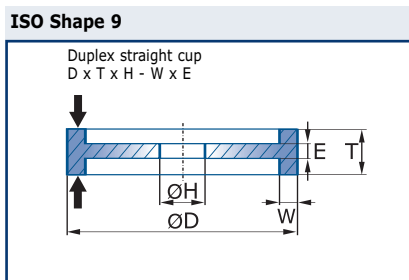 ISO Shape 9
Duplex straight cup
D x T x H - W x E
E
T
ØH
W
ØD